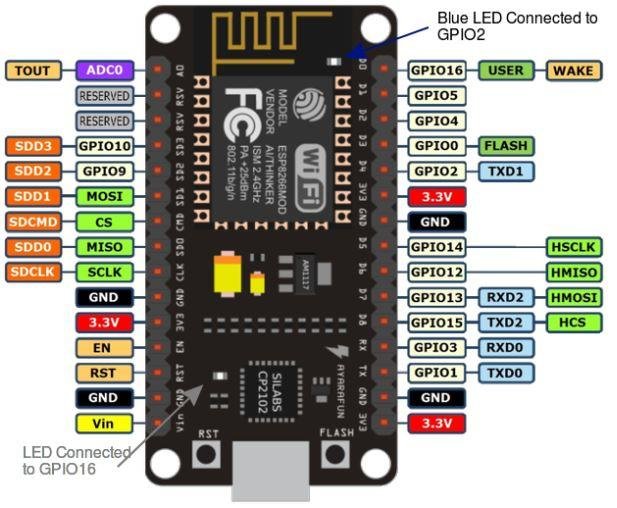 Blue LED Connected to
GPIO2
TOUT ADC0 A0 D0 GPIO16 USER WAKE
RESERVED RSV D1 GPIO5
RESERVED RSV D2 GPIO4
SDD3 GPIO10 SD3 D3 GPIO0 FLASH
SDD2 GPIO9 SD2 D4 GPIO2 TXD1
SDD1 MOSI SD1 3V3 3.3V
SDCMD CS CMD GND GND
SDD0 MISO SD0 D5 GPIO14 HSCLK
SDCLK SCLK CLK D6 GPIO12 HMISO
GND GND D7 GPIO13 RXD2 HMOSI
3.3V 3V3 D8 GPIO15 TXD2 HCS
EN EN RX GPIO3 RXD0
RST RST TX GPIO1 TXD0
GND GND GND GND
Vin Vin 3V3 3.3V
MODEL ESP8266MOD
VENDOR AI/THINKER
ISM 2.4GHz
PA +25dBm
802.11b/g/n
FC
Wi Fi
AM1117
SILABS
CP2102
AYARAFUN
LED Connected
to GPIO16
RST
FLASH